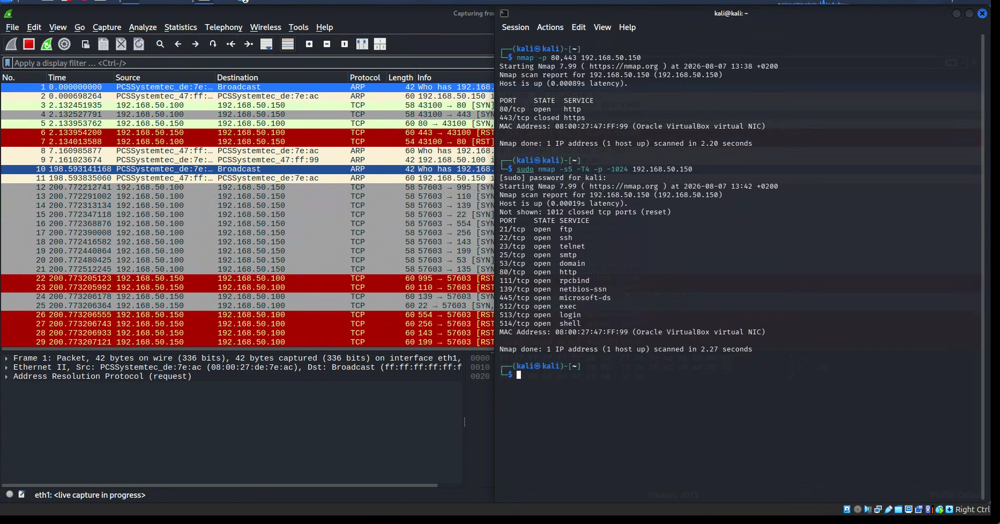 Capturing fro
File Edit View Go Capture Analyze Statistics Telephony Wireless Tools Help
Apply a display filter … <Ctrl-/>
No. Time Source Destination Protocol Length Info
1 0.000000000 PCSSystemtec_de:7e:… Broadcast ARP 42 Who has 192.168.
2 0.000698264 PCSSystemtec_47:ff:… PCSSystemtec_de:7e:ac ARP 60 192.168.50.150 i
3 2.132451935 192.168.50.100 192.168.50.150 TCP 58 43100 → 80 [SYN]
4 2.132527791 192.168.50.100 192.168.50.150 TCP 58 43100 → 443 [SYN
5 2.133953762 192.168.50.150 192.168.50.100 TCP 60 80 → 43100 [SYN,
6 2.133954200 192.168.50.150 192.168.50.100 TCP 60 443 → 43100 [RST
7 2.134013588 192.168.50.100 192.168.50.150 TCP 54 43100 → 80 [RST]
8 7.160985877 PCSSystemtec_47:ff:… PCSSystemtec_de:7e:ac ARP 60 Who has 192.168.
9 7.161023674 PCSSystemtec_de:7e:… PCSSystemtec_47:ff:99 ARP 42 192.168.50.100 i
10 198.593141168 PCSSystemtec_de:7e:… Broadcast ARP 42 Who has 192.168.
11 198.593835060 PCSSystemtec_47:ff:… PCSSystemtec_de:7e:ac ARP 60 192.168.50.150 i
12 200.772212741 192.168.50.100 192.168.50.150 TCP 58 57603 → 995 [SYN
13 200.772291002 192.168.50.100 192.168.50.150 TCP 58 57603 → 110 [SYN
14 200.772313134 192.168.50.100 192.168.50.150 TCP 58 57603 → 139 [SYN
15 200.772347118 192.168.50.100 192.168.50.150 TCP 58 57603 → 22 [SYN]
16 200.772368876 192.168.50.100 192.168.50.150 TCP 58 57603 → 554 [SYN
17 200.772390008 192.168.50.100 192.168.50.150 TCP 58 57603 → 256 [SYN
18 200.772416582 192.168.50.100 192.168.50.150 TCP 58 57603 → 143 [SYN
19 200.772440864 192.168.50.100 192.168.50.150 TCP 58 57603 → 199 [SYN
20 200.772480425 192.168.50.100 192.168.50.150 TCP 58 57603 → 53 [SYN]
21 200.772512245 192.168.50.100 192.168.50.150 TCP 58 57603 → 135 [SYN
22 200.773205123 192.168.50.150 192.168.50.100 TCP 60 995 → 57603 [RST
23 200.773205992 192.168.50.150 192.168.50.100 TCP 60 110 → 57603 [RST
24 200.773206178 192.168.50.150 192.168.50.100 TCP 60 139 → 57603 [SYN
25 200.773206364 192.168.50.150 192.168.50.100 TCP 60 22 → 57603 [SYN,
26 200.773206555 192.168.50.150 192.168.50.100 TCP 60 554 → 57603 [RST
27 200.773206743 192.168.50.150 192.168.50.100 TCP 60 256 → 57603 [RST
28 200.773206933 192.168.50.150 192.168.50.100 TCP 60 143 → 57603 [RST
29 200.773207121 192.168.50.150 192.168.50.100 TCP 60 199 → 57603 [RST
Frame 1: Packet, 42 bytes on wire (336 bits), 42 bytes captured (336 bits) on interface eth1,
Ethernet II, Src: PCSSystemtec_de:7e:ac (08:00:27:de:7e:ac), Dst: Broadcast (ff:ff:ff:ff:ff:f
Address Resolution Protocol (request)
0000
0010
0020
eth1: <live capture in progress>
kali@kali: ~
Session Actions Edit View Help
┌──(kali㉿kali)-[~]
└─$ nmap -p 80,443 192.168.50.150
Starting Nmap 7.99 ( https://nmap.org ) at 2026-08-07 13:38 +0200
Nmap scan report for 192.168.50.150 (192.168.50.150)
Host is up (0.00089s latency).
PORT STATE SERVICE
80/tcp open http
443/tcp closed https
MAC Address: 08:00:27:47:FF:99 (Oracle VirtualBox virtual NIC)
Nmap done: 1 IP address (1 host up) scanned in 2.20 seconds
┌──(kali㉿kali)-[~]
└─$ sudo nmap -sS -T4 -p -1024 192.168.50.150
[sudo] password for kali:
Starting Nmap 7.99 ( https://nmap.org ) at 2026-08-07 13:42 +0200
Nmap scan report for 192.168.50.150 (192.168.50.150)
Host is up (0.00019s latency).
Not shown: 1012 closed tcp ports (reset)
PORT STATE SERVICE
21/tcp open ftp
22/tcp open ssh
23/tcp open telnet
25/tcp open smtp
53/tcp open domain
80/tcp open http
111/tcp open rpcbind
139/tcp open netbios-ssn
445/tcp open microsoft-ds
512/tcp open exec
513/tcp open login
514/tcp open shell
MAC Address: 08:00:27:47:FF:99 (Oracle VirtualBox virtual NIC)
Nmap done: 1 IP address (1 host up) scanned in 2.27 seconds
┌──(kali㉿kali)-[~]
└─$
Right Ctrl